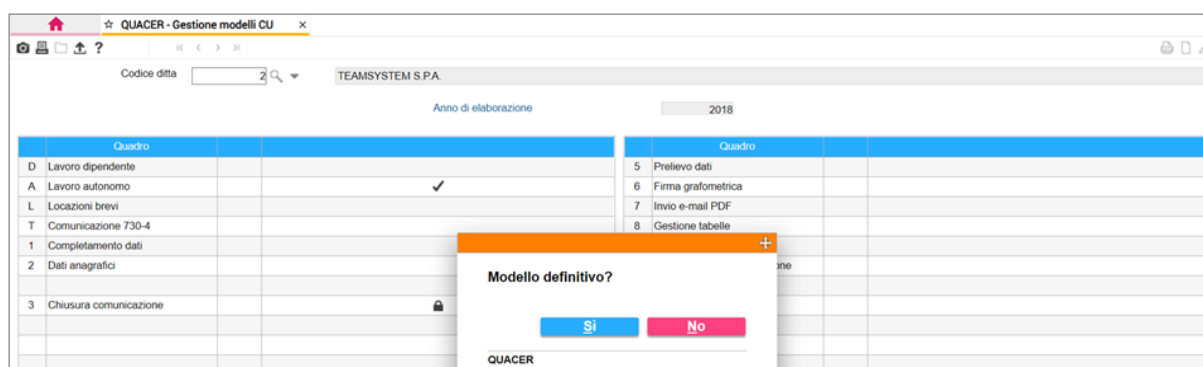 ☆ QUACER - Gestione modelli CU ×
?
Codice ditta 2 TEAMSYSTEM S.P.A.
Anno di elaborazione 2018
Quadro
D Lavoro dipendente
A Lavoro autonomo ✓
L Locazioni brevi
T Comunicazione 730-4
1 Completamento dati
2 Dati anagrafici
3 Chiusura comunicazione
Quadro
5 Prelievo dati
6 Firma grafometrica
7 Invio e-mail PDF
8 Gestione tabelle
Modello definitivo?
Sì No
QUACER